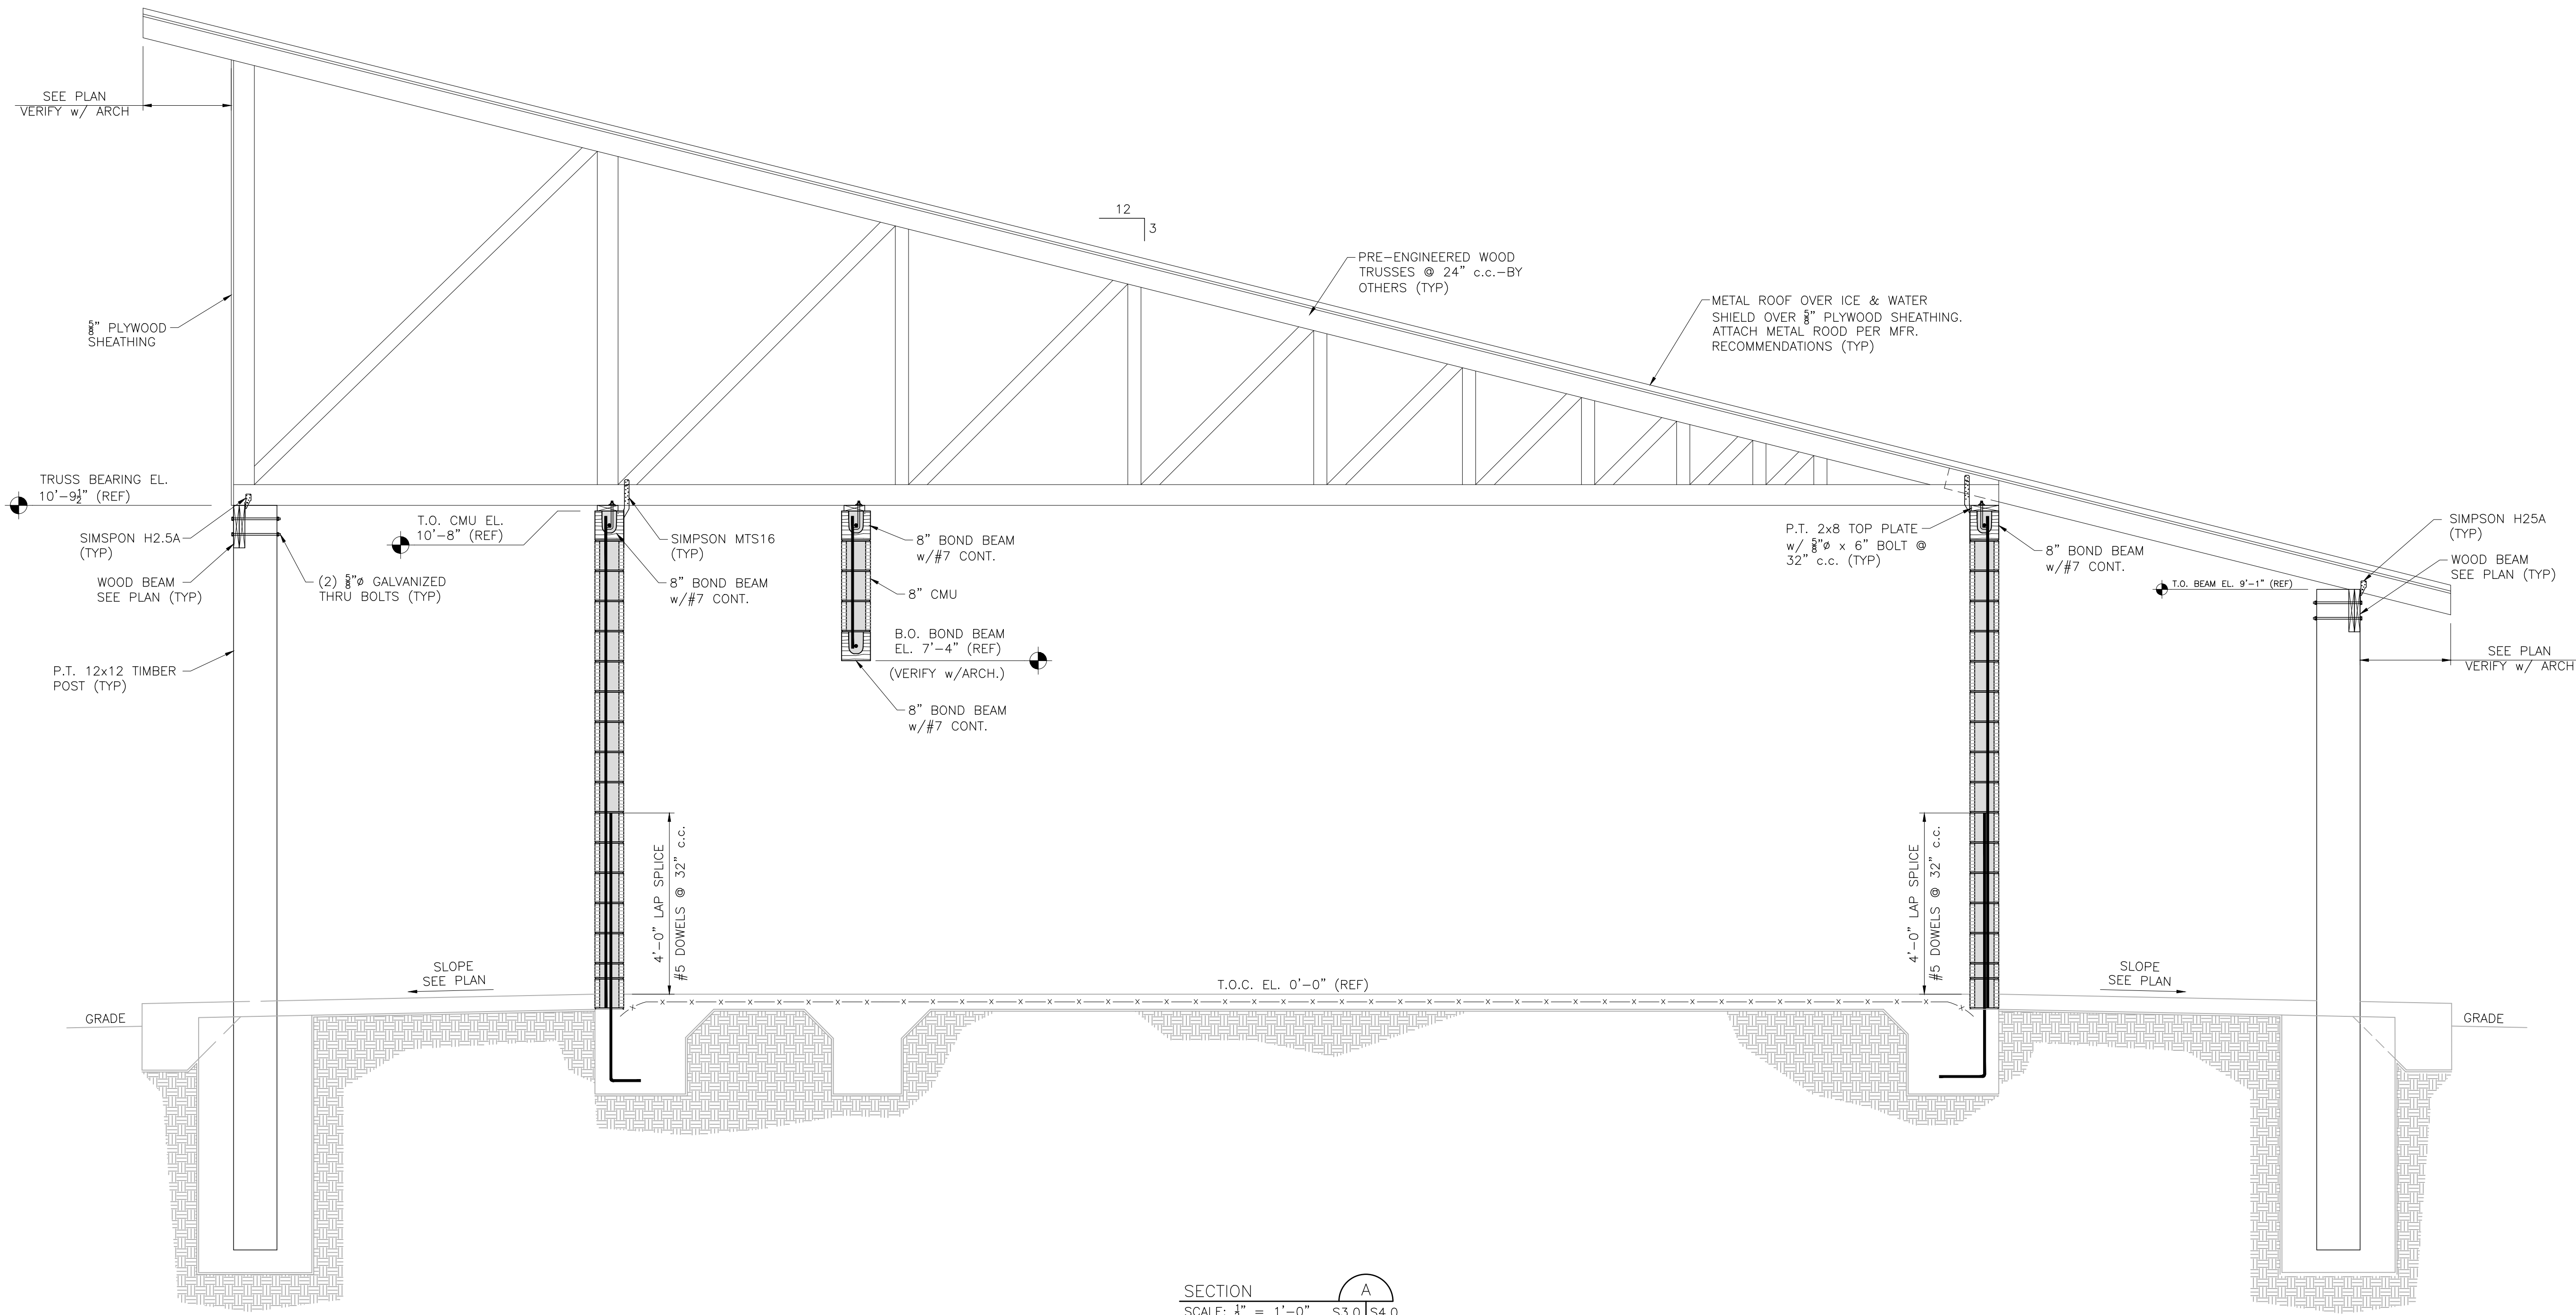 SEE PLAN
VERIFY w/ ARCH
12
3
PRE-ENGINEERED WOOD
TRUSSES @ 24" c.c.-BY
OTHERS (TYP)
METAL ROOF OVER ICE & WATER
SHIELD OVER 5/8" PLYWOOD SHEATHING.
ATTACH METAL ROOD PER MFR.
RECOMMENDATIONS (TYP)
5/8" PLYWOOD
SHEATHING
TRUSS BEARING EL.
10'-9 1/2" (REF)
SIMSPON H2.5A
(TYP)
WOOD BEAM
SEE PLAN (TYP)
P.T. 12x12 TIMBER
POST (TYP)
(2) 5/8"ø GALVANIZED
THRU BOLTS (TYP)
T.O. CMU EL.
10'-8" (REF)
SIMPSON MTS16
(TYP)
8" BOND BEAM
w/#7 CONT.
8" BOND BEAM
w/#7 CONT.
8" CMU
B.O. BOND BEAM
EL. 7'-4" (REF)
(VERIFY w/ARCH.)
8" BOND BEAM
w/#7 CONT.
P.T. 2x8 TOP PLATE
w/ 5/8"ø x 6" BOLT @
32" c.c. (TYP)
8" BOND BEAM
w/#7 CONT.
T.O. BEAM EL. 9'-1" (REF)
SIMPSON H25A
(TYP)
WOOD BEAM
SEE PLAN (TYP)
SEE PLAN
VERIFY w/ ARCH
4'-0" LAP SPLICE
#5 DOWELS @ 32" c.c.
4'-0" LAP SPLICE
#5 DOWELS @ 32" c.c.
SLOPE
SEE PLAN
GRADE
T.O.C. EL. 0'-0" (REF)
SLOPE
SEE PLAN
GRADE
SECTION
A
= 1'-0"
S3.0
S4.0